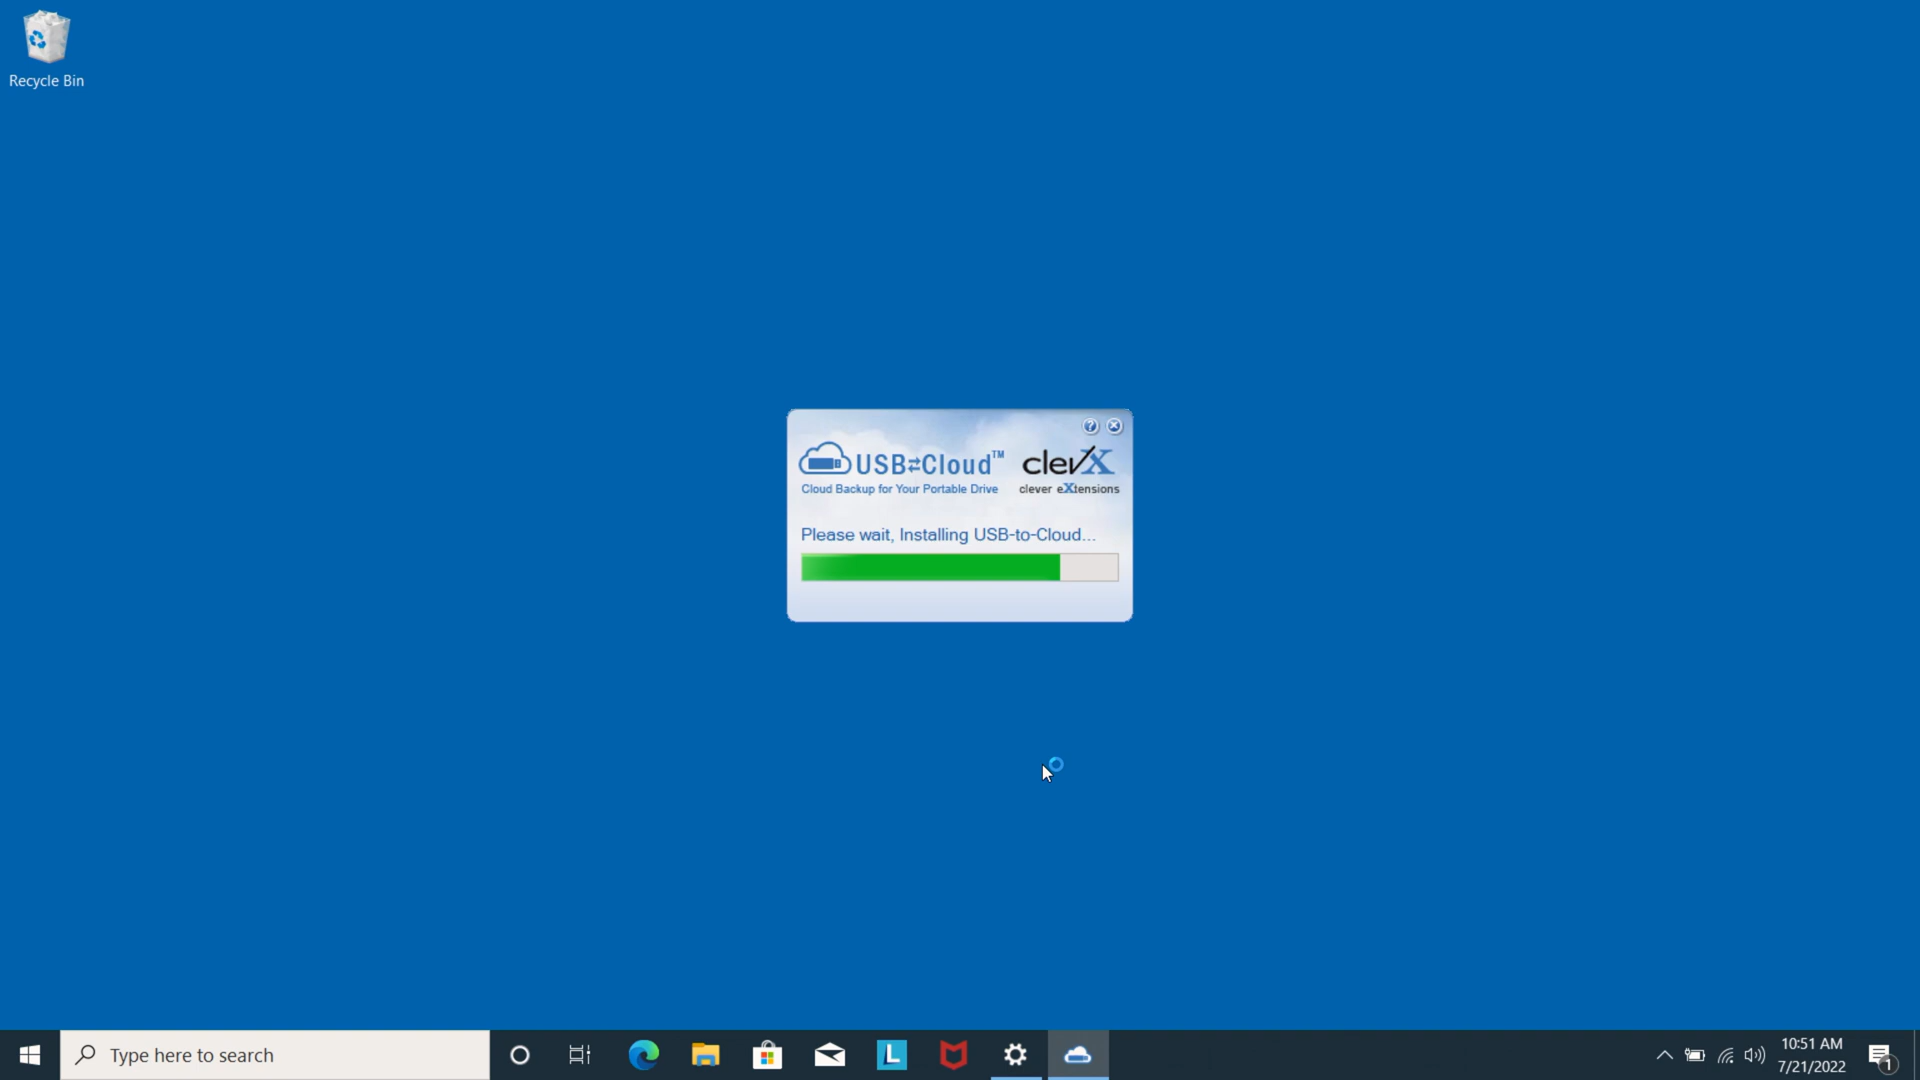 Recycle Bin
USB⇄Cloud™
clevX
Cloud Backup for Your Portable Drive
clever eXtensions
Please wait, Installing USB-to-Cloud...
Type here to search
L
10:51 AM
7/21/2022
1